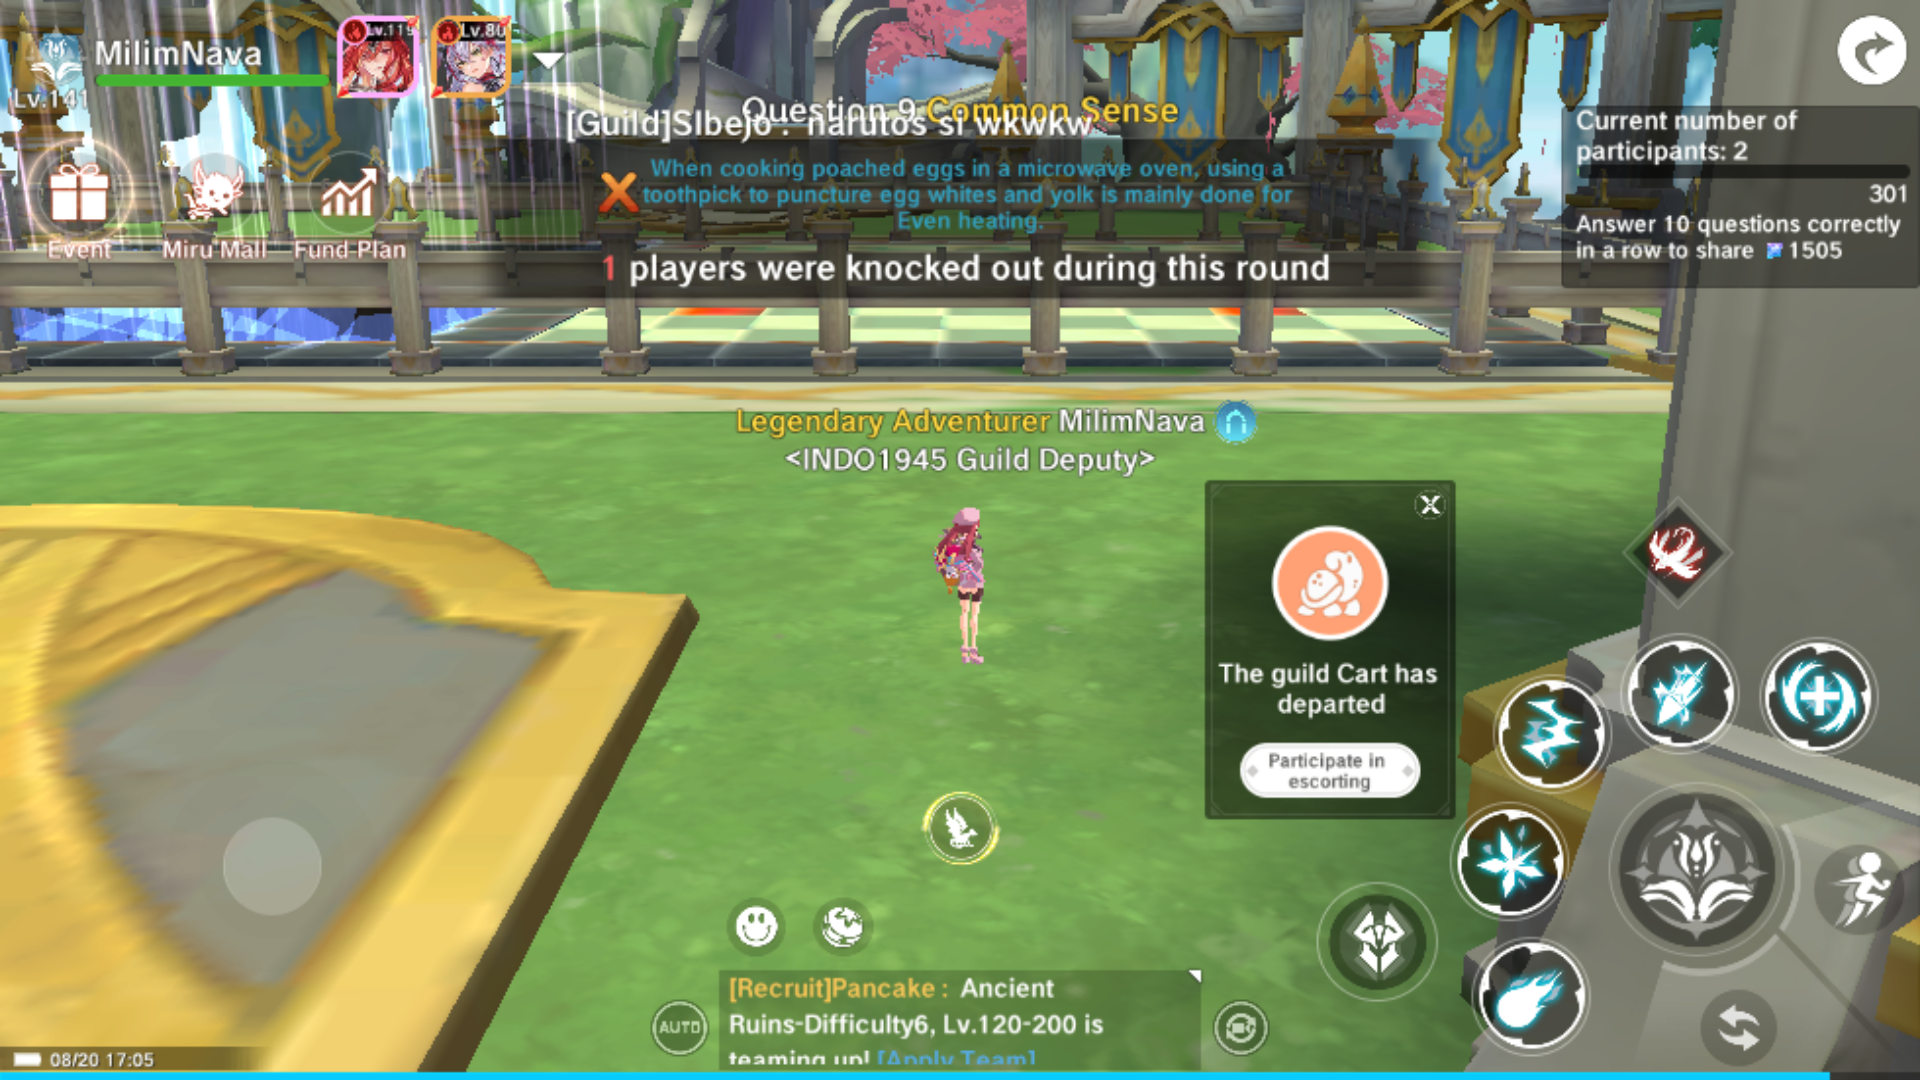 MilimNava
Lv.141
Lv.119
Lv.80
Question 9 Common Sense
[Guild]SIbejo : narutos si wkwkw
When cooking poached eggs in a microwave oven, using a
toothpick to puncture egg whites and yolk is mainly done for
Even heating.
1 players were knocked out during this round
Current number of
participants: 2
301
Answer 10 questions correctly
in a row to share 1505
Event
Miru Mall
Fund Plan
Legendary Adventurer MilimNava
<INDO1945 Guild Deputy>
The guild Cart has
departed
Participate in
escorting
[Recruit]Pancake : Ancient
Ruins-Difficulty6, Lv.120-200 is
teaming up! [Apply Team]
AUTO
08/20 17:05